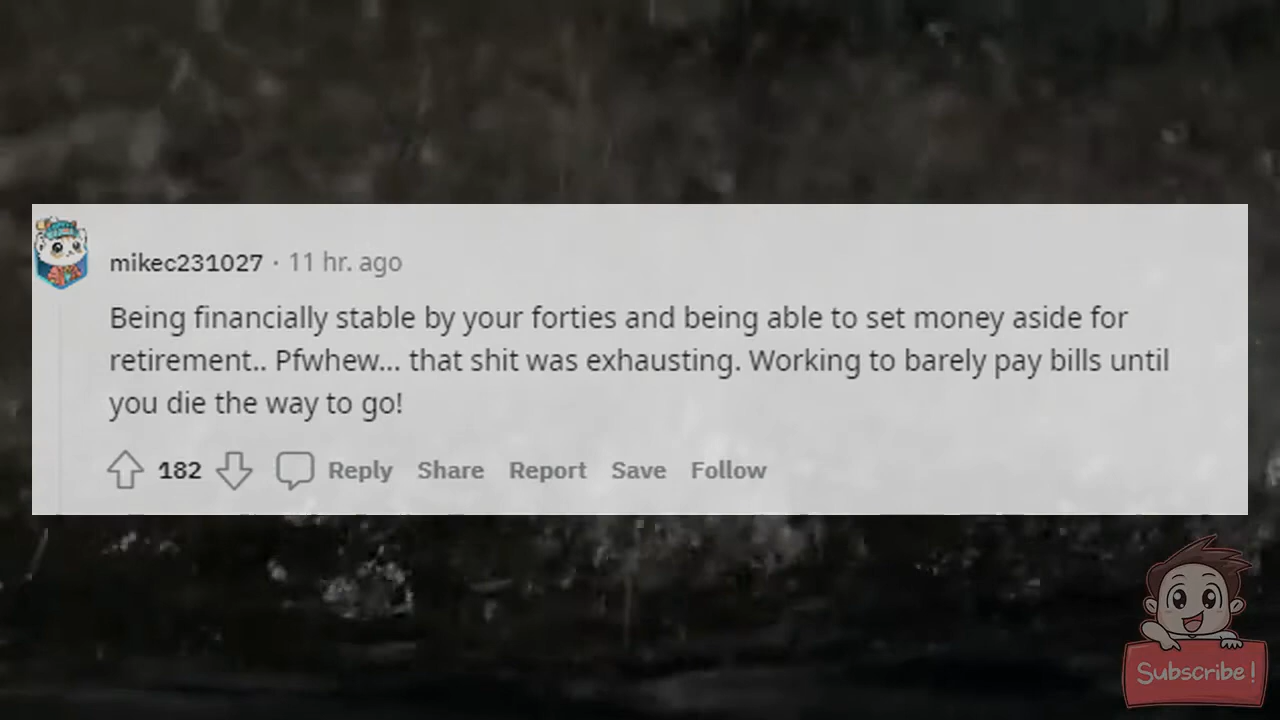 mikec231027 · 11 hr. ago
Being financially stable by your forties and being able to set money aside for
retirement.. Pfwhew... that shit was exhausting. Working to barely pay bills until
you die the way to go!
182 Reply Share Report Save Follow
Subscribe!